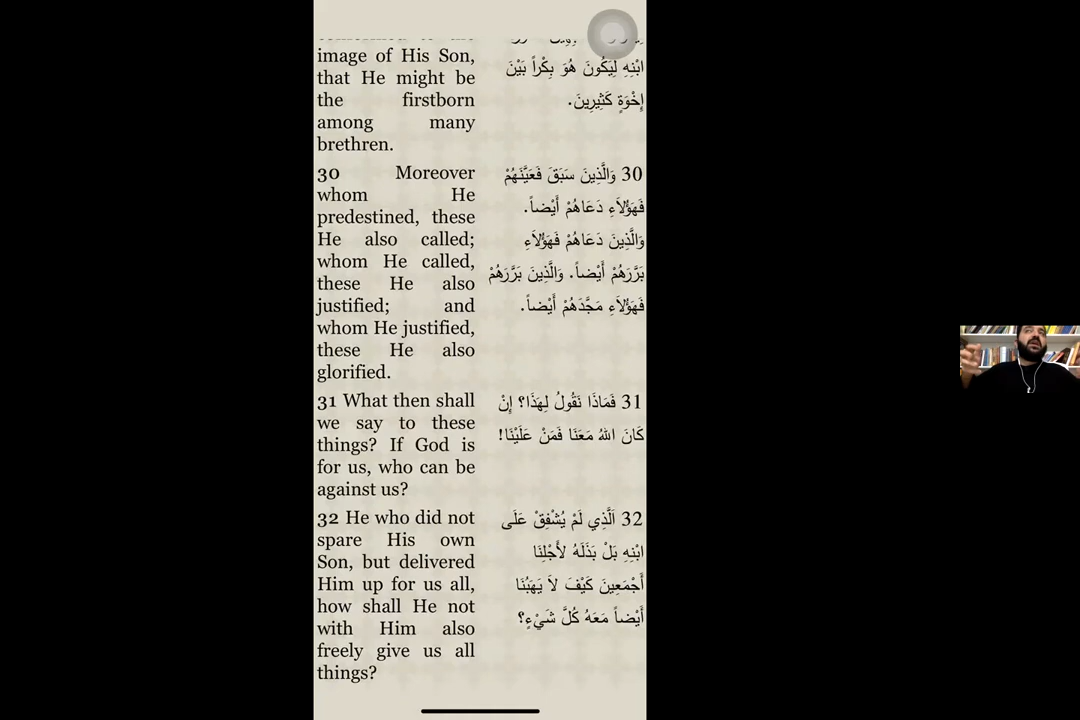 image of His Son,
that He might be
the firstborn
among many
brethren.
30 Moreover
whom He
predestined, these
He also called;
whom He called,
these He also
justified; and
whom He justified,
these He also
glorified.
31 What then shall
we say to these
things? If God is
for us, who can be
against us?
32 He who did not
spare His own
Son, but delivered
Him up for us all,
how shall He not
with Him also
freely give us all
things?
ابْنِهِ لِيَكُونَ هُوَ بِكْراً بَيْنَ
إِخْوَةٍ كَثِيرِينَ.
30 وَالَّذِينَ سَبَقَ فَعَيَّنَهُمْ
فَهَؤُلاَءِ دَعَاهُمْ أَيْضاً.
وَالَّذِينَ دَعَاهُمْ فَهَؤُلاَءِ
بَرَّرَهُمْ أَيْضاً. وَالَّذِينَ بَرَّرَهُمْ
فَهَؤُلاَءِ مَجَّدَهُمْ أَيْضاً.
31 فَمَاذَا نَقُولُ لِهَذَا؟ إِنْ
كَانَ اللهُ مَعَنَا فَمَنْ عَلَيْنَا!
32 اَلَّذِي لَمْ يُشْفِقْ عَلَى
ابْنِهِ بَلْ بَذَلَهُ لأَجْلِنَا
أَجْمَعِينَ كَيْفَ لاَ يَهَبُنَا
أَيْضاً مَعَهُ كُلَّ شَيْءٍ؟